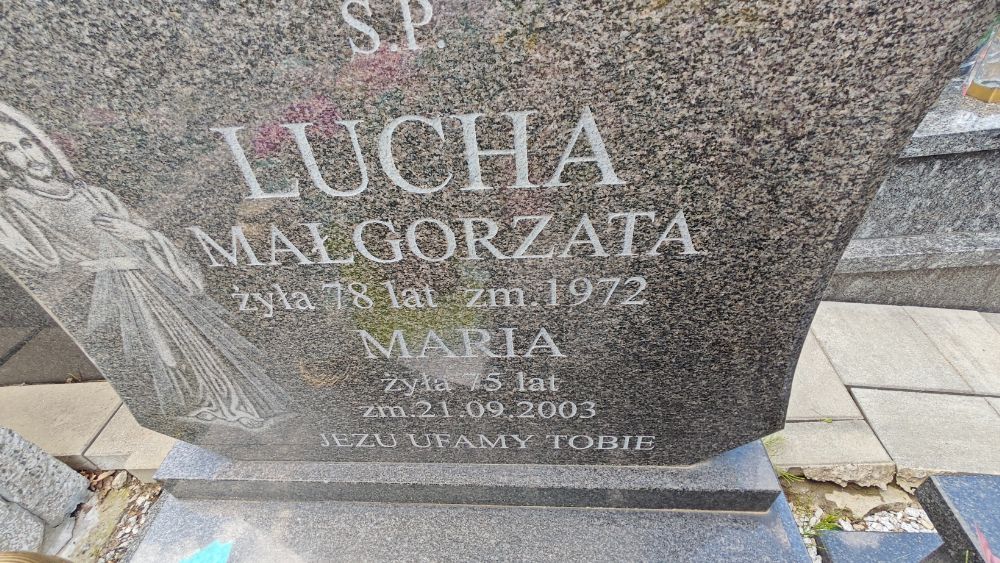 Ś.P.
LUCHA
MAŁGORZATA
żyła 78 lat zm.1972
MARIA
żyła 75 lat
zm.21.09.2003
JEZU UFAMY TOBIE